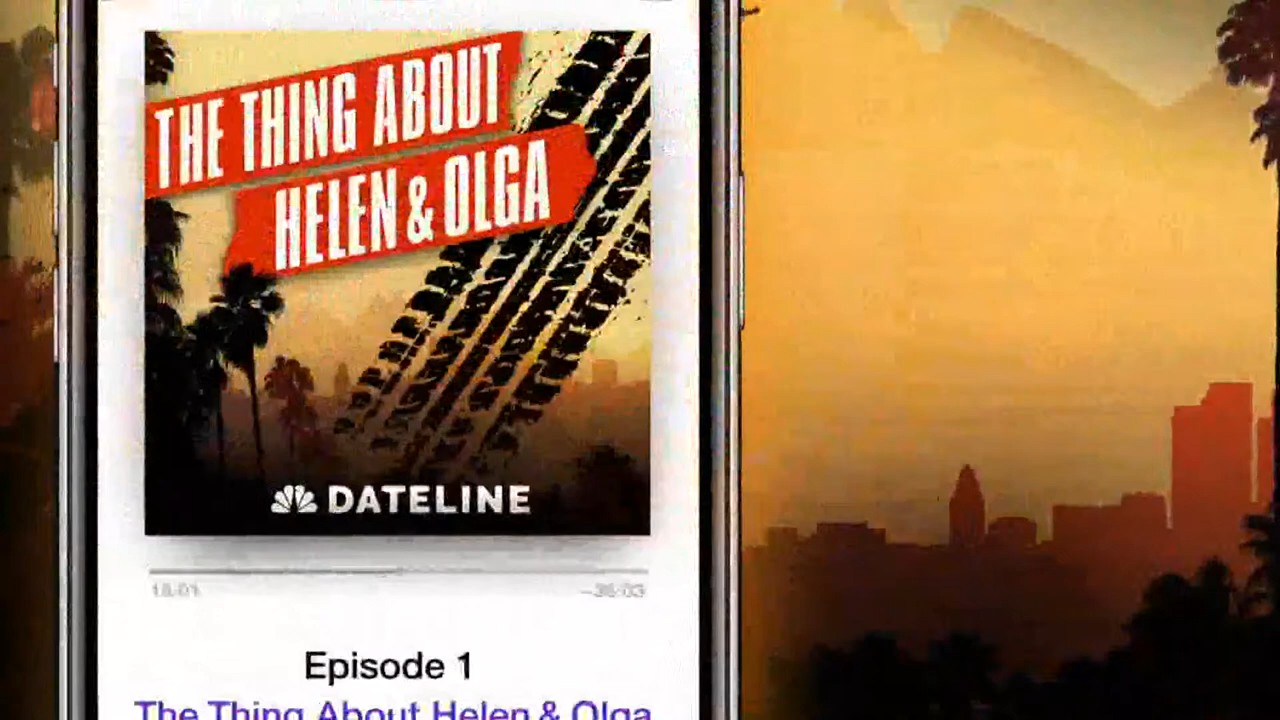 THE THING ABOUT
HELEN & OLGA
DATELINE
Episode 1
The Thing About Helen & Olga